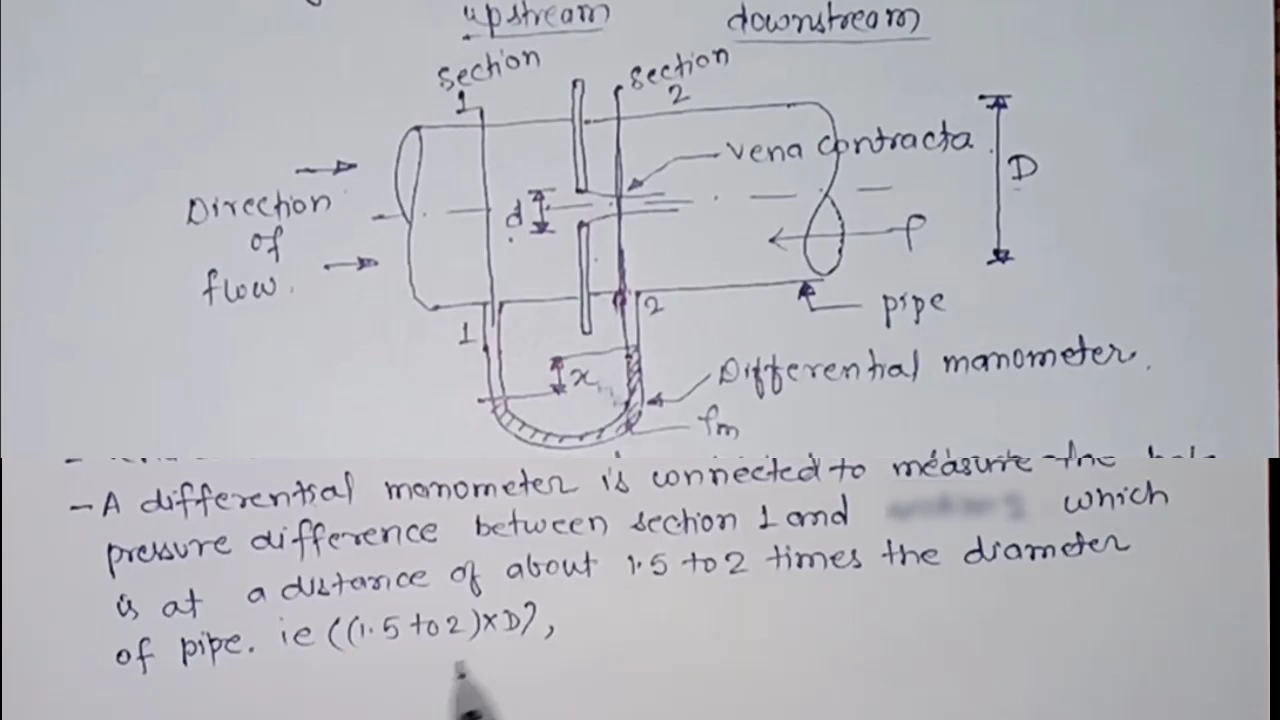 upstream downstream
section section
1 2
vena contracta
D
Direction
of
flow.
d
ρ
pipe
1 2
x
Differential manometer.
ρm
- A differential manometer is connected to measure the
pressure difference between section 1 and which
is at a distance of about 1.5 to 2 times the diameter
of pipe. ie ((1.5 to 2)×D),